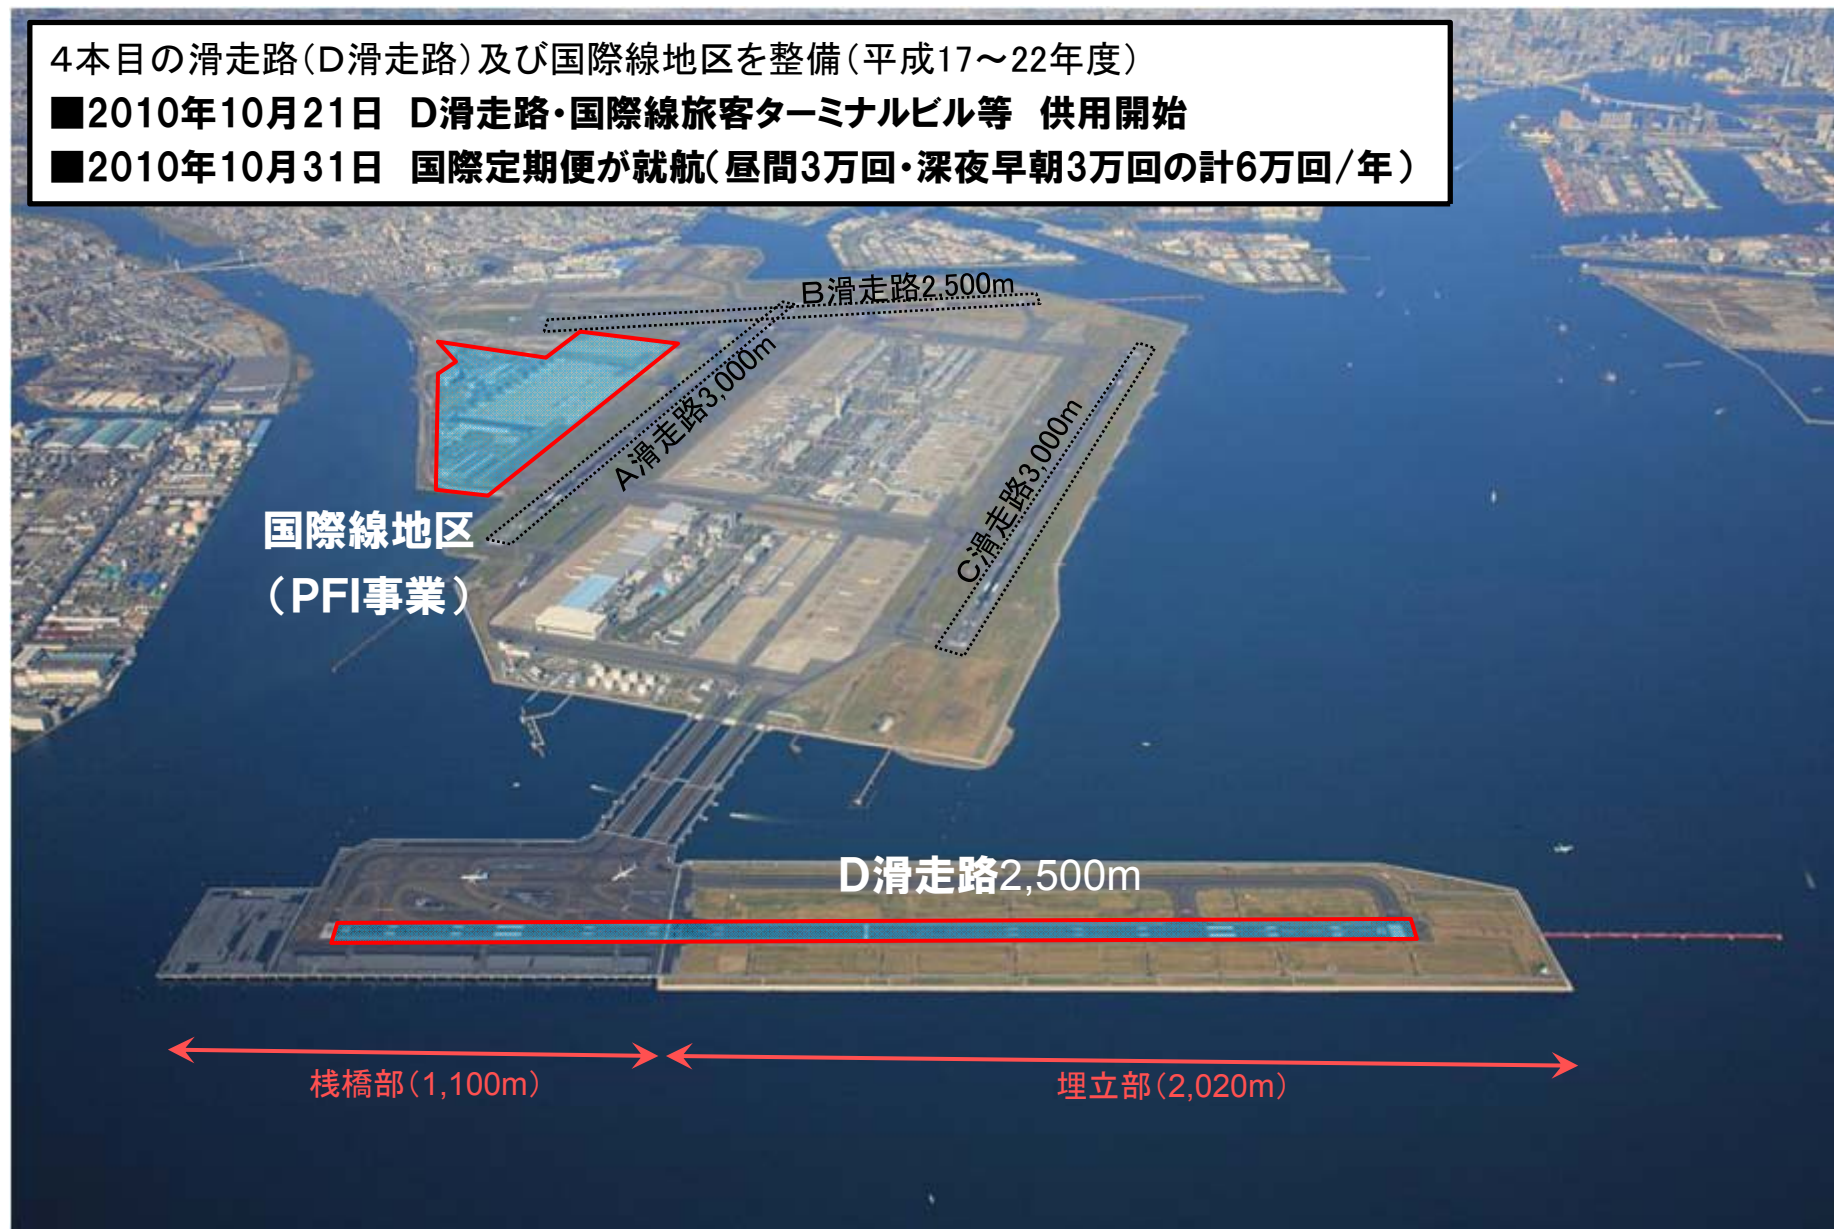 ４本目の滑走路（Ｄ滑走路）及び国際線地区を整備（平成17～22年度）
■2010年10月21日　D滑走路・国際線旅客ターミナルビル等　供用開始
■2010年10月31日　国際定期便が就航（昼間3万回・深夜早朝3万回の計6万回/年）
Ｂ滑走路2,500m
Ａ滑走路3,000m
Ｃ滑走路3,000m
国際線地区
（PFI事業）
D滑走路2,500m
桟橋部（1,100m）
埋立部（2,020m）